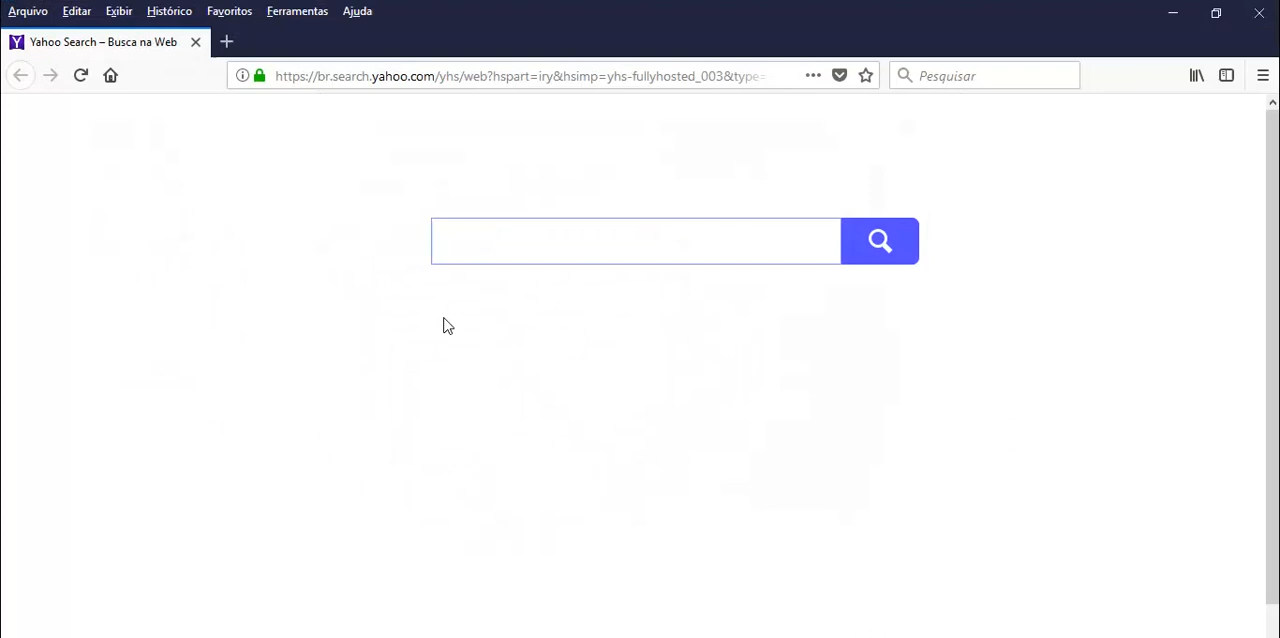 Arquivo Editar Exibir Histórico Favoritos Ferramentas Ajuda
Yahoo Search – Busca na Web
https://br.search.yahoo.com/yhs/web?hspart=iry&hsimp=yhs-fullyhosted_003&type=
Pesquisar